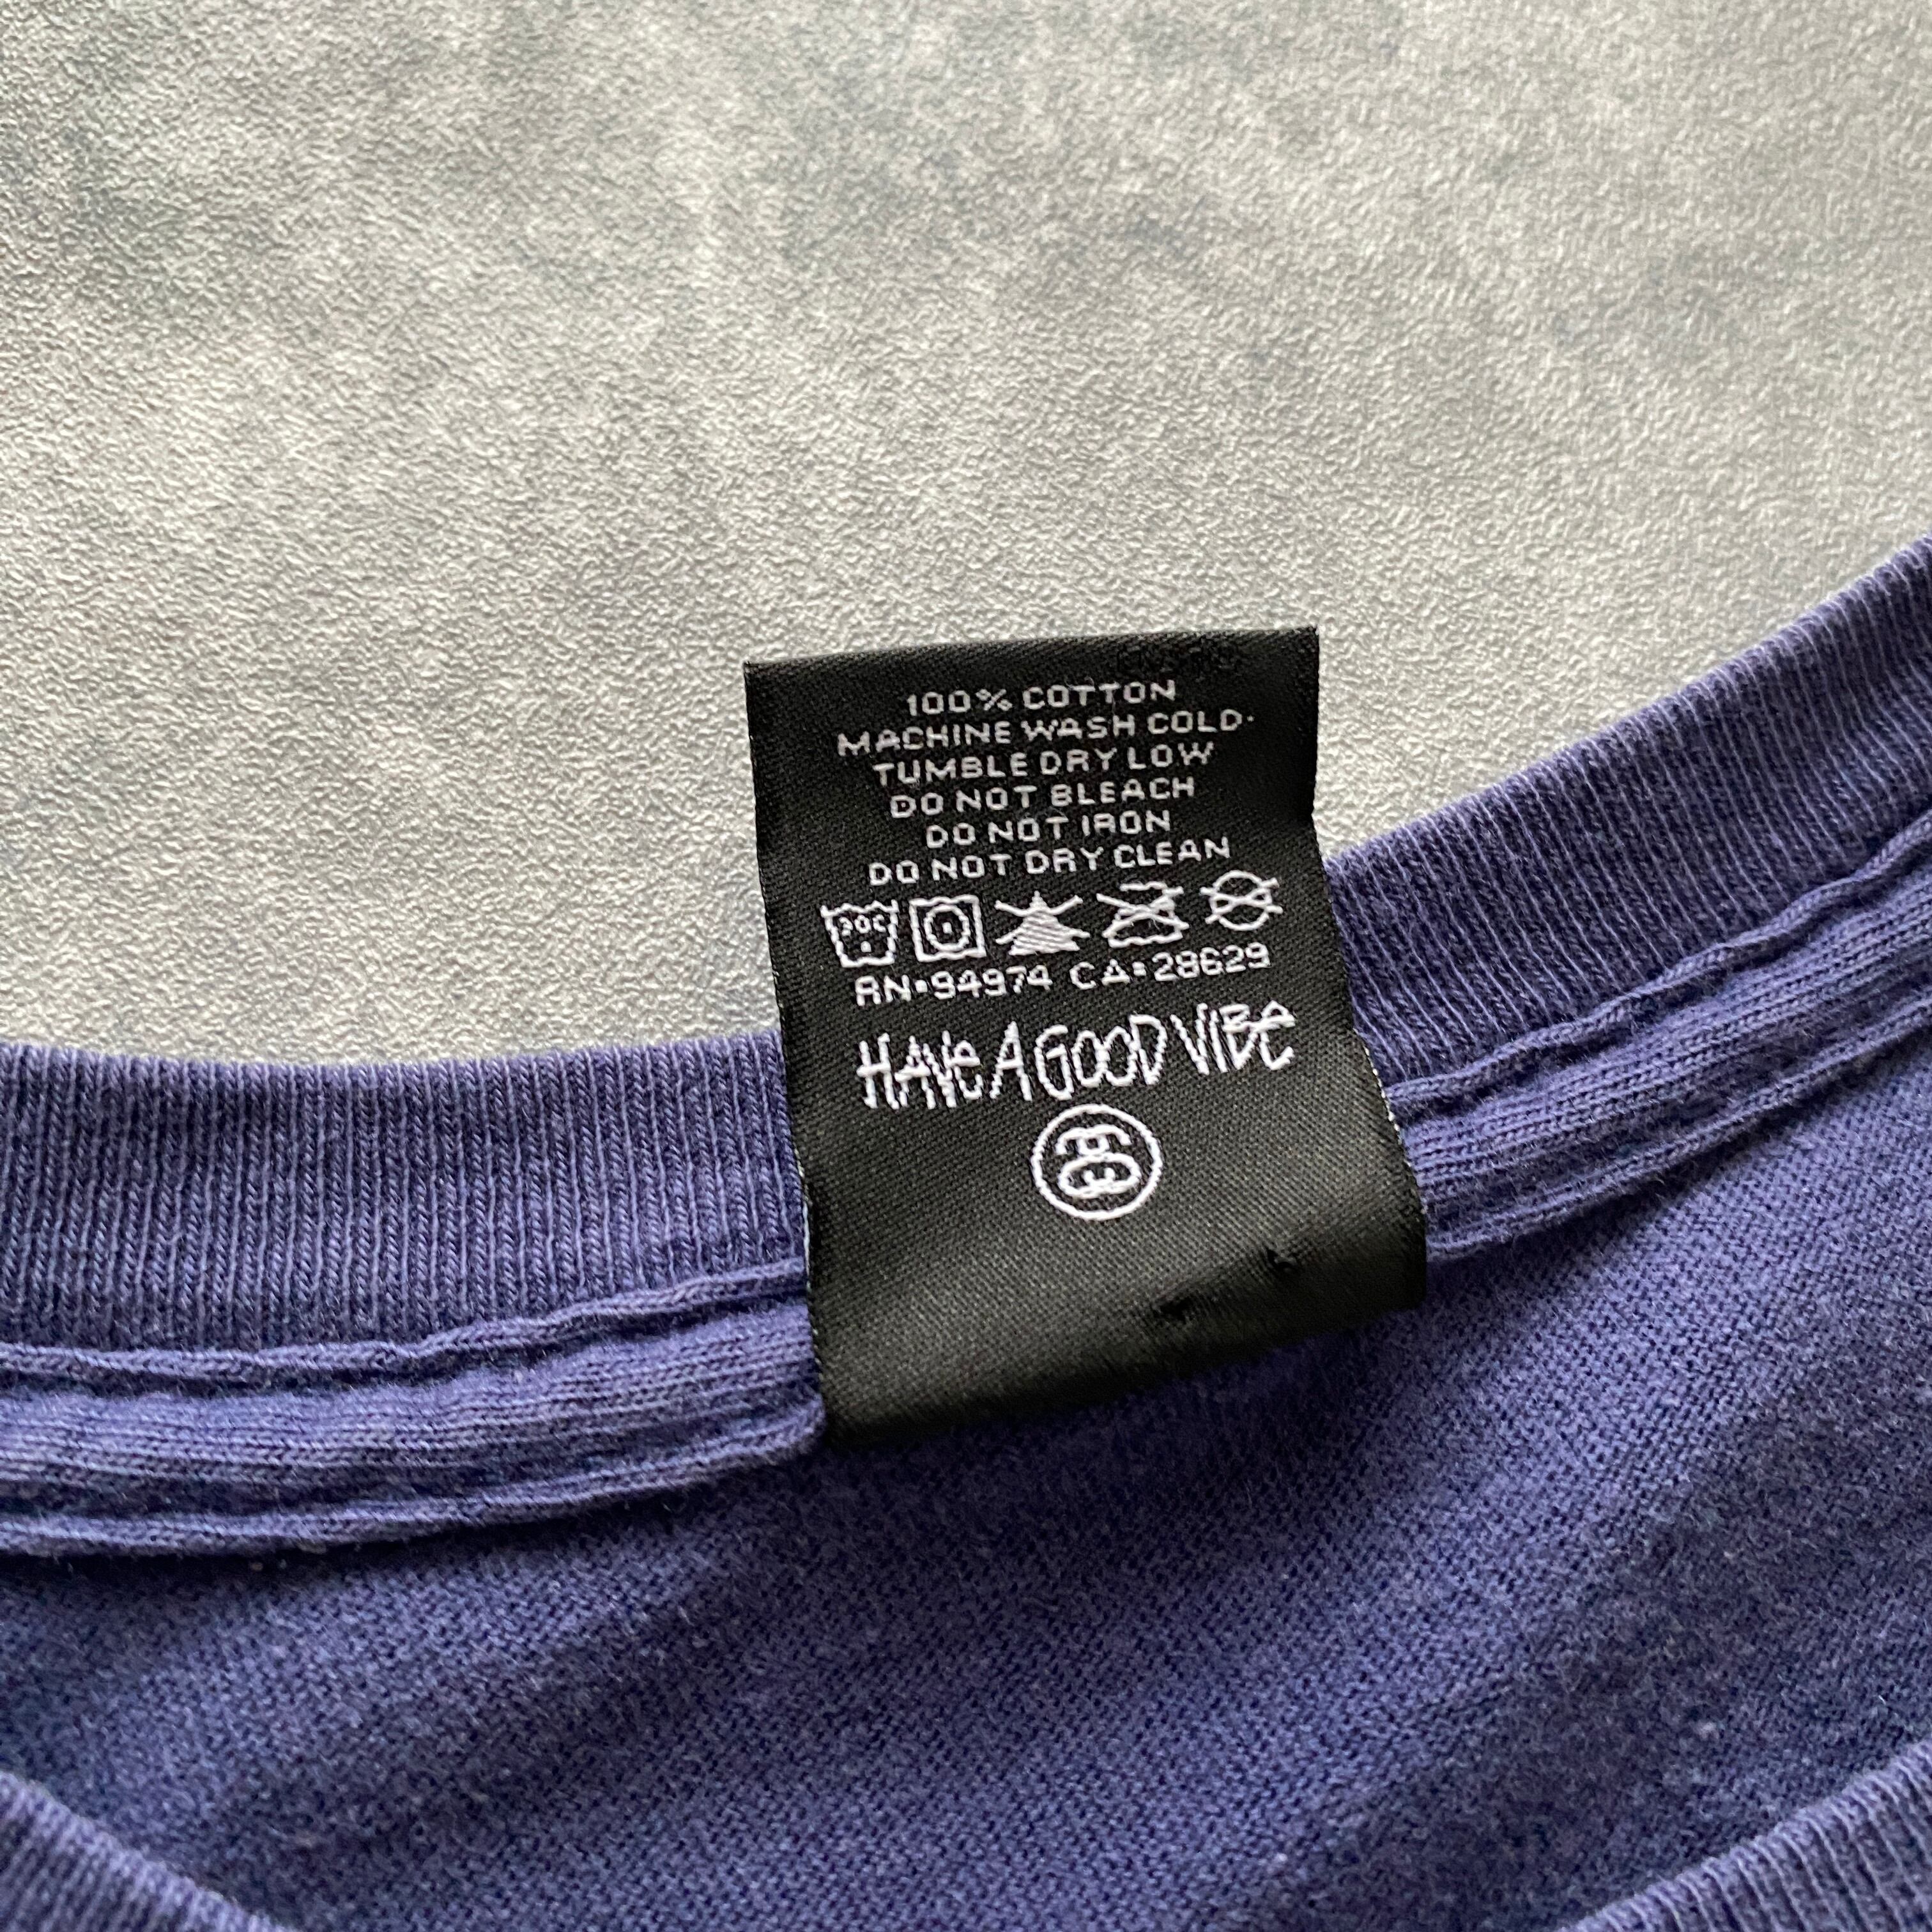 100% COTTON
MACHINE WASH COLD·
TUMBLE DRY LOW
DO NOT BLEACH
DO NOT IRON
DO NOT DRY CLEAN
30C
RN·94974 CA:28629
HAVE A GOOD VIBE